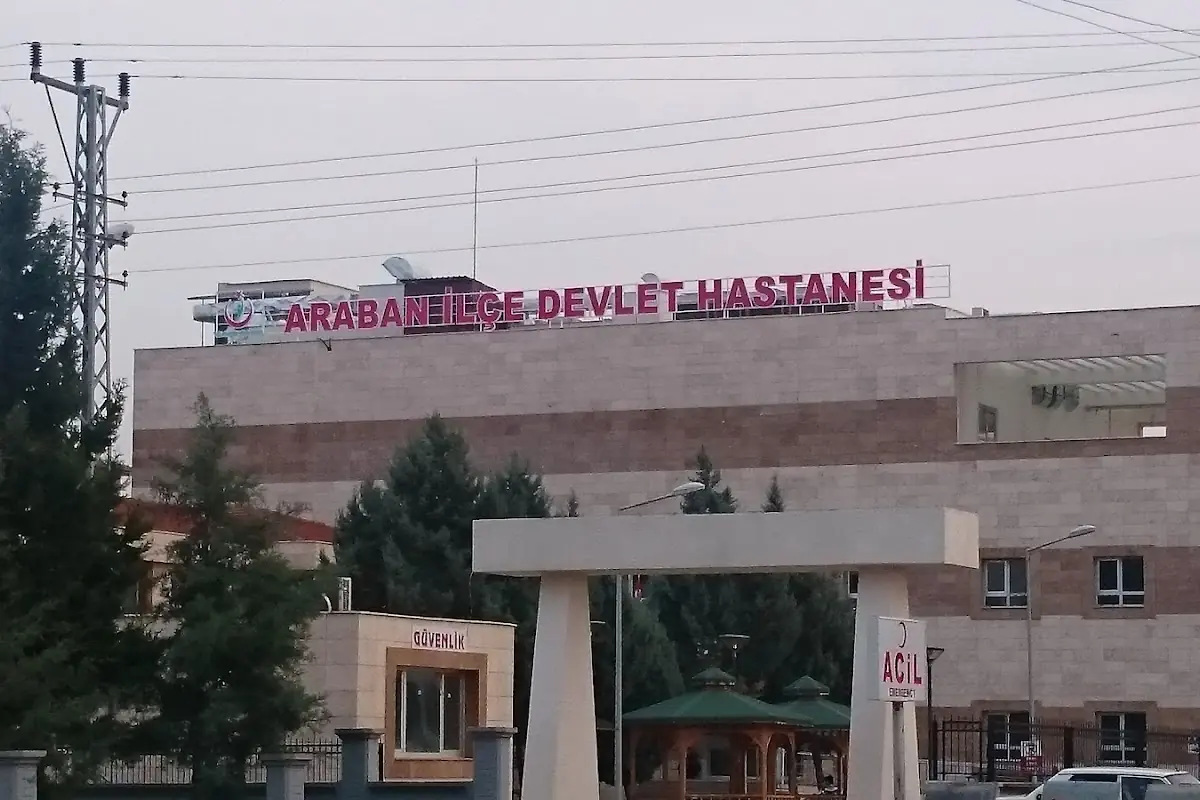 ARABAN İLÇE DEVLET HASTANESİ
GÜVENLİK
ACİL
EMERGENCY